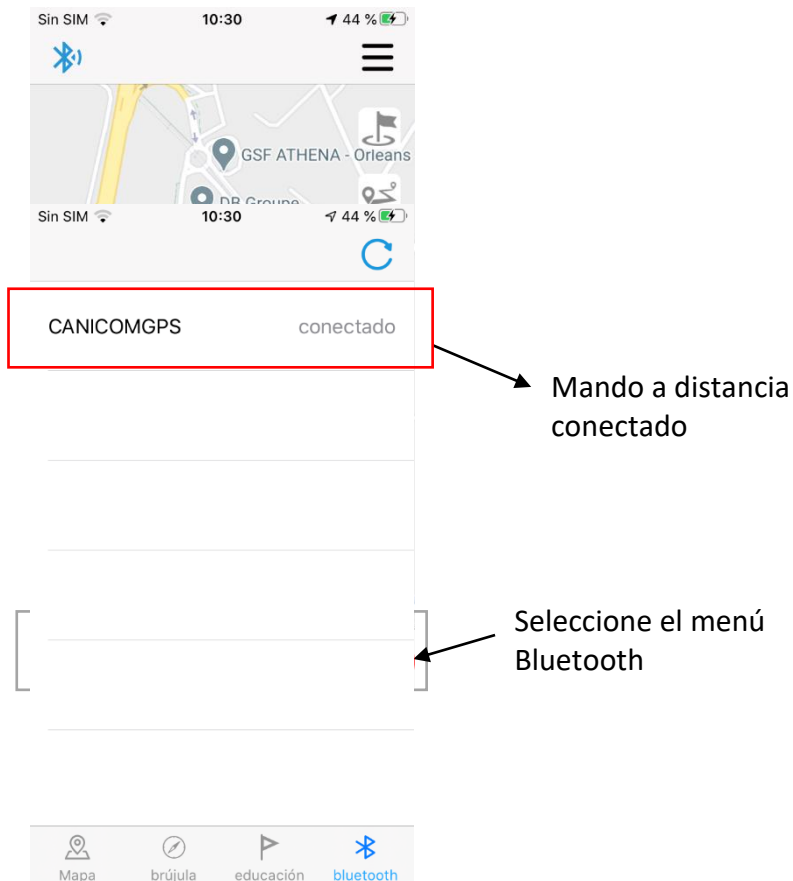 Sin SIM 10:30 44 %
GSF ATHENA - Orleans
DB Groupe
Sin SIM 10:30 44 %
CANICOMGPS conectado
Mando a distancia
conectado
Seleccione el menú
Bluetooth
Mapa brújula educación bluetooth